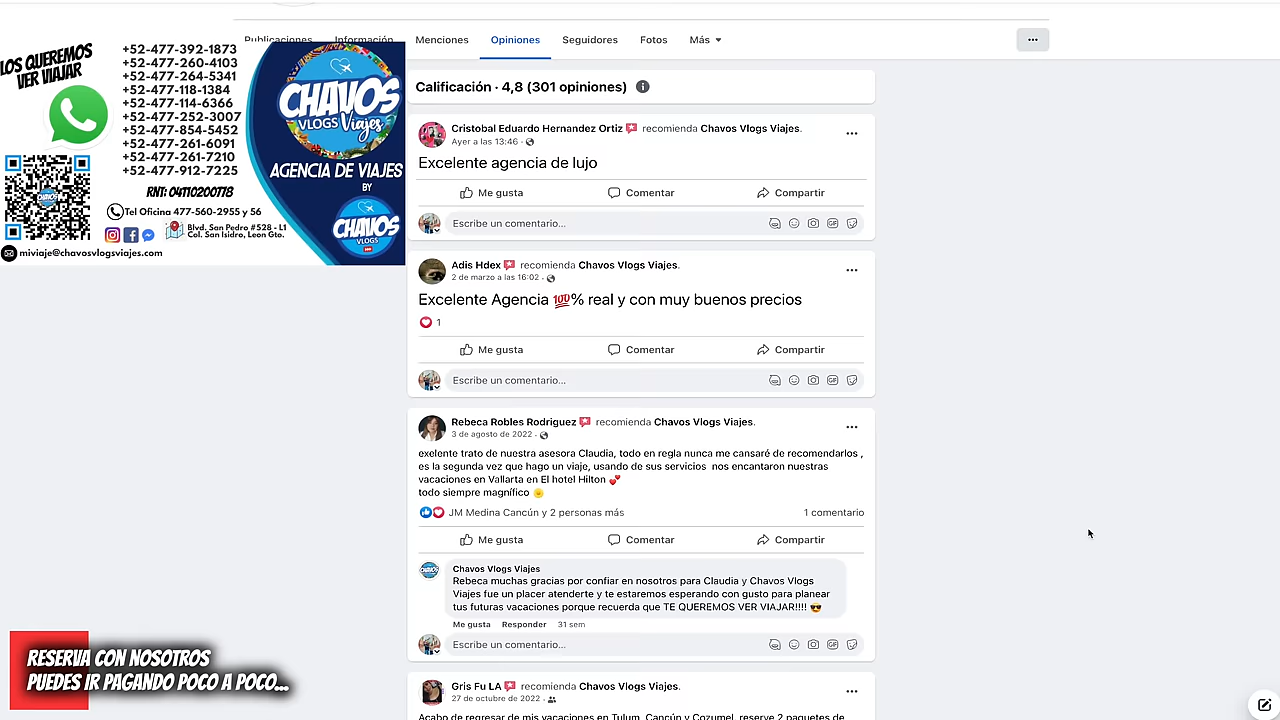 Publicaciones
Información
Menciones
Opiniones
Seguidores
Fotos
Más
LOS QUEREMOS
VER VIAJAR
+52-477-392-1873
+52-477-260-4103
+52-477-264-5341
+52-477-118-1384
+52-477-114-6366
+52-477-252-3007
+52-477-854-5452
+52-477-261-6091
+52-477-261-7210
+52-477-912-7225
RNT: 04110200778
Tel Oficina 477-560-2955 y 56
Blvd. San Pedro #528 - L1
Col. San Isidro, Leon Gto.
miviaje@chavosvlogsviajes.com
CHAVOS
VLOGS Viajes
AGENCIA DE VIAJES
BY
CHAVOS
VLOGS
Calificación · 4,8 (301 opiniones)
Cristobal Eduardo Hernandez Ortiz recomienda Chavos Vlogs Viajes.
Ayer a las 13:46 ·
Excelente agencia de lujo
Me gusta
Comentar
Compartir
Escribe un comentario...
Adis Hdex recomienda Chavos Vlogs Viajes.
2 de marzo a las 16:02 ·
Excelente Agencia 💯% real y con muy buenos precios
1
Me gusta
Comentar
Compartir
Escribe un comentario...
Rebeca Robles Rodriguez recomienda Chavos Vlogs Viajes.
3 de agosto de 2022 ·
exelente trato de nuestra asesora Claudia, todo en regla nunca me cansaré de recomendarlos ,
es la segunda vez que hago un viaje, usando de sus servicios nos encantaron nuestras
vacaciones en Vallarta en El hotel Hilton 💕
todo siempre magnífico 🌞
JM Medina Cancún y 2 personas más
1 comentario
Me gusta
Comentar
Compartir
Chavos Vlogs Viajes
Rebeca muchas gracias por confiar en nosotros para Claudia y Chavos Vlogs
Viajes fue un placer atenderte y te estaremos esperando con gusto para planear
tus futuras vacaciones porque recuerda que TE QUEREMOS VER VIAJAR!!!! 😎
Me gusta
Responder
31 sem
Escribe un comentario...
Gris Fu LA recomienda Chavos Vlogs Viajes.
27 de octubre de 2022 ·
Acabo de regresar de mis vacaciones en Tulum, Cancún y Cozumel, reserve 2 paquetes de
RESERVA CON NOSOTROS
PUEDES IR PAGANDO POCO A POCO...